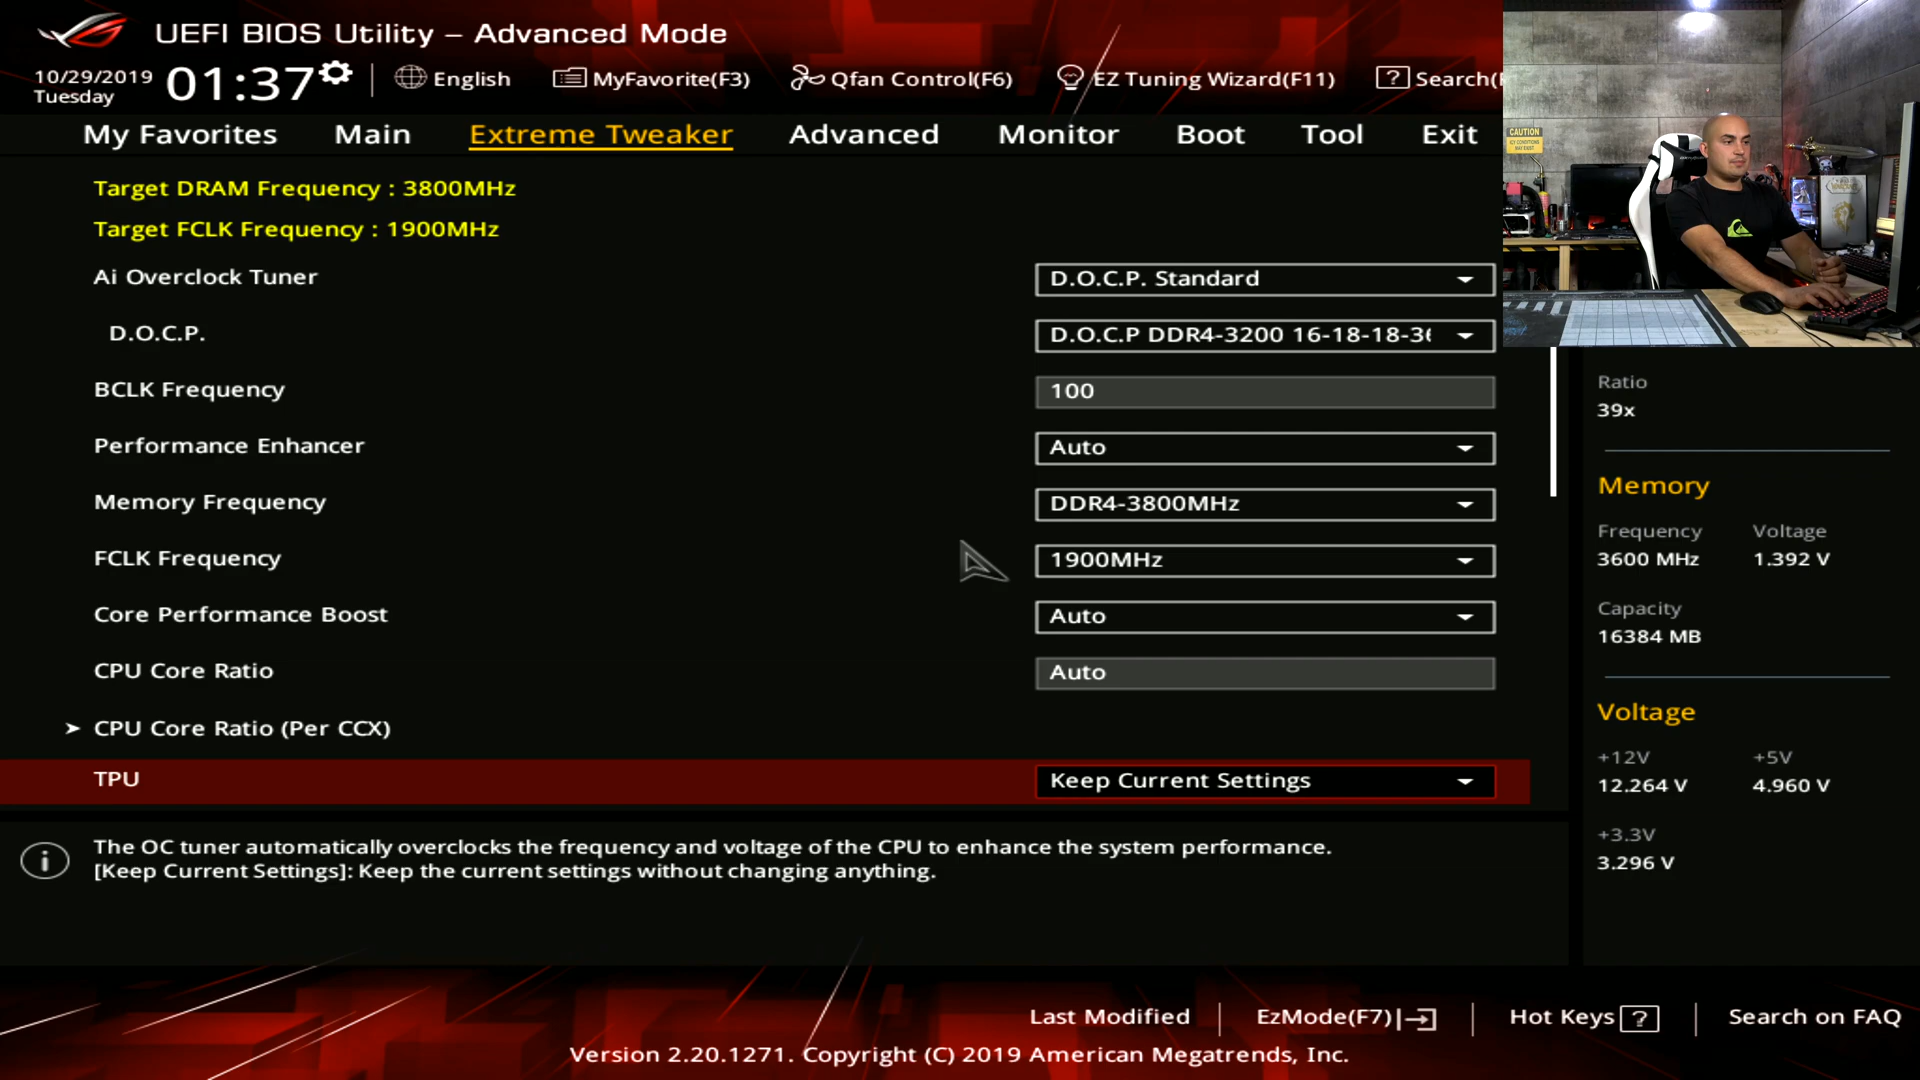 UEFI BIOS Utility – Advanced Mode
10/29/2019
Tuesday
01:37
English
MyFavorite(F3)
Qfan Control(F6)
EZ Tuning Wizard(F11)
Search(F
My Favorites
Main
Extreme Tweaker
Advanced
Monitor
Boot
Tool
Exit
CAUTION
Target DRAM Frequency : 3800MHz
Target FCLK Frequency : 1900MHz
Ai Overclock Tuner
D.O.C.P. Standard
D.O.C.P.
D.O.C.P DDR4-3200 16-18-18-36
BCLK Frequency
100
Performance Enhancer
Auto
Memory Frequency
DDR4-3800MHz
FCLK Frequency
1900MHz
Core Performance Boost
Auto
CPU Core Ratio
Auto
CPU Core Ratio (Per CCX)
TPU
Keep Current Settings
Ratio
39x
Memory
Frequency
Voltage
3600 MHz
1.392 V
Capacity
16384 MB
Voltage
+12V
+5V
12.264 V
4.960 V
+3.3V
3.296 V
The OC tuner automatically overclocks the frequency and voltage of the CPU to enhance the system performance.
[Keep Current Settings]: Keep the current settings without changing anything.
Last Modified
EzMode(F7)
Hot Keys ?
Search on FAQ
Version 2.20.1271. Copyright (C) 2019 American Megatrends, Inc.